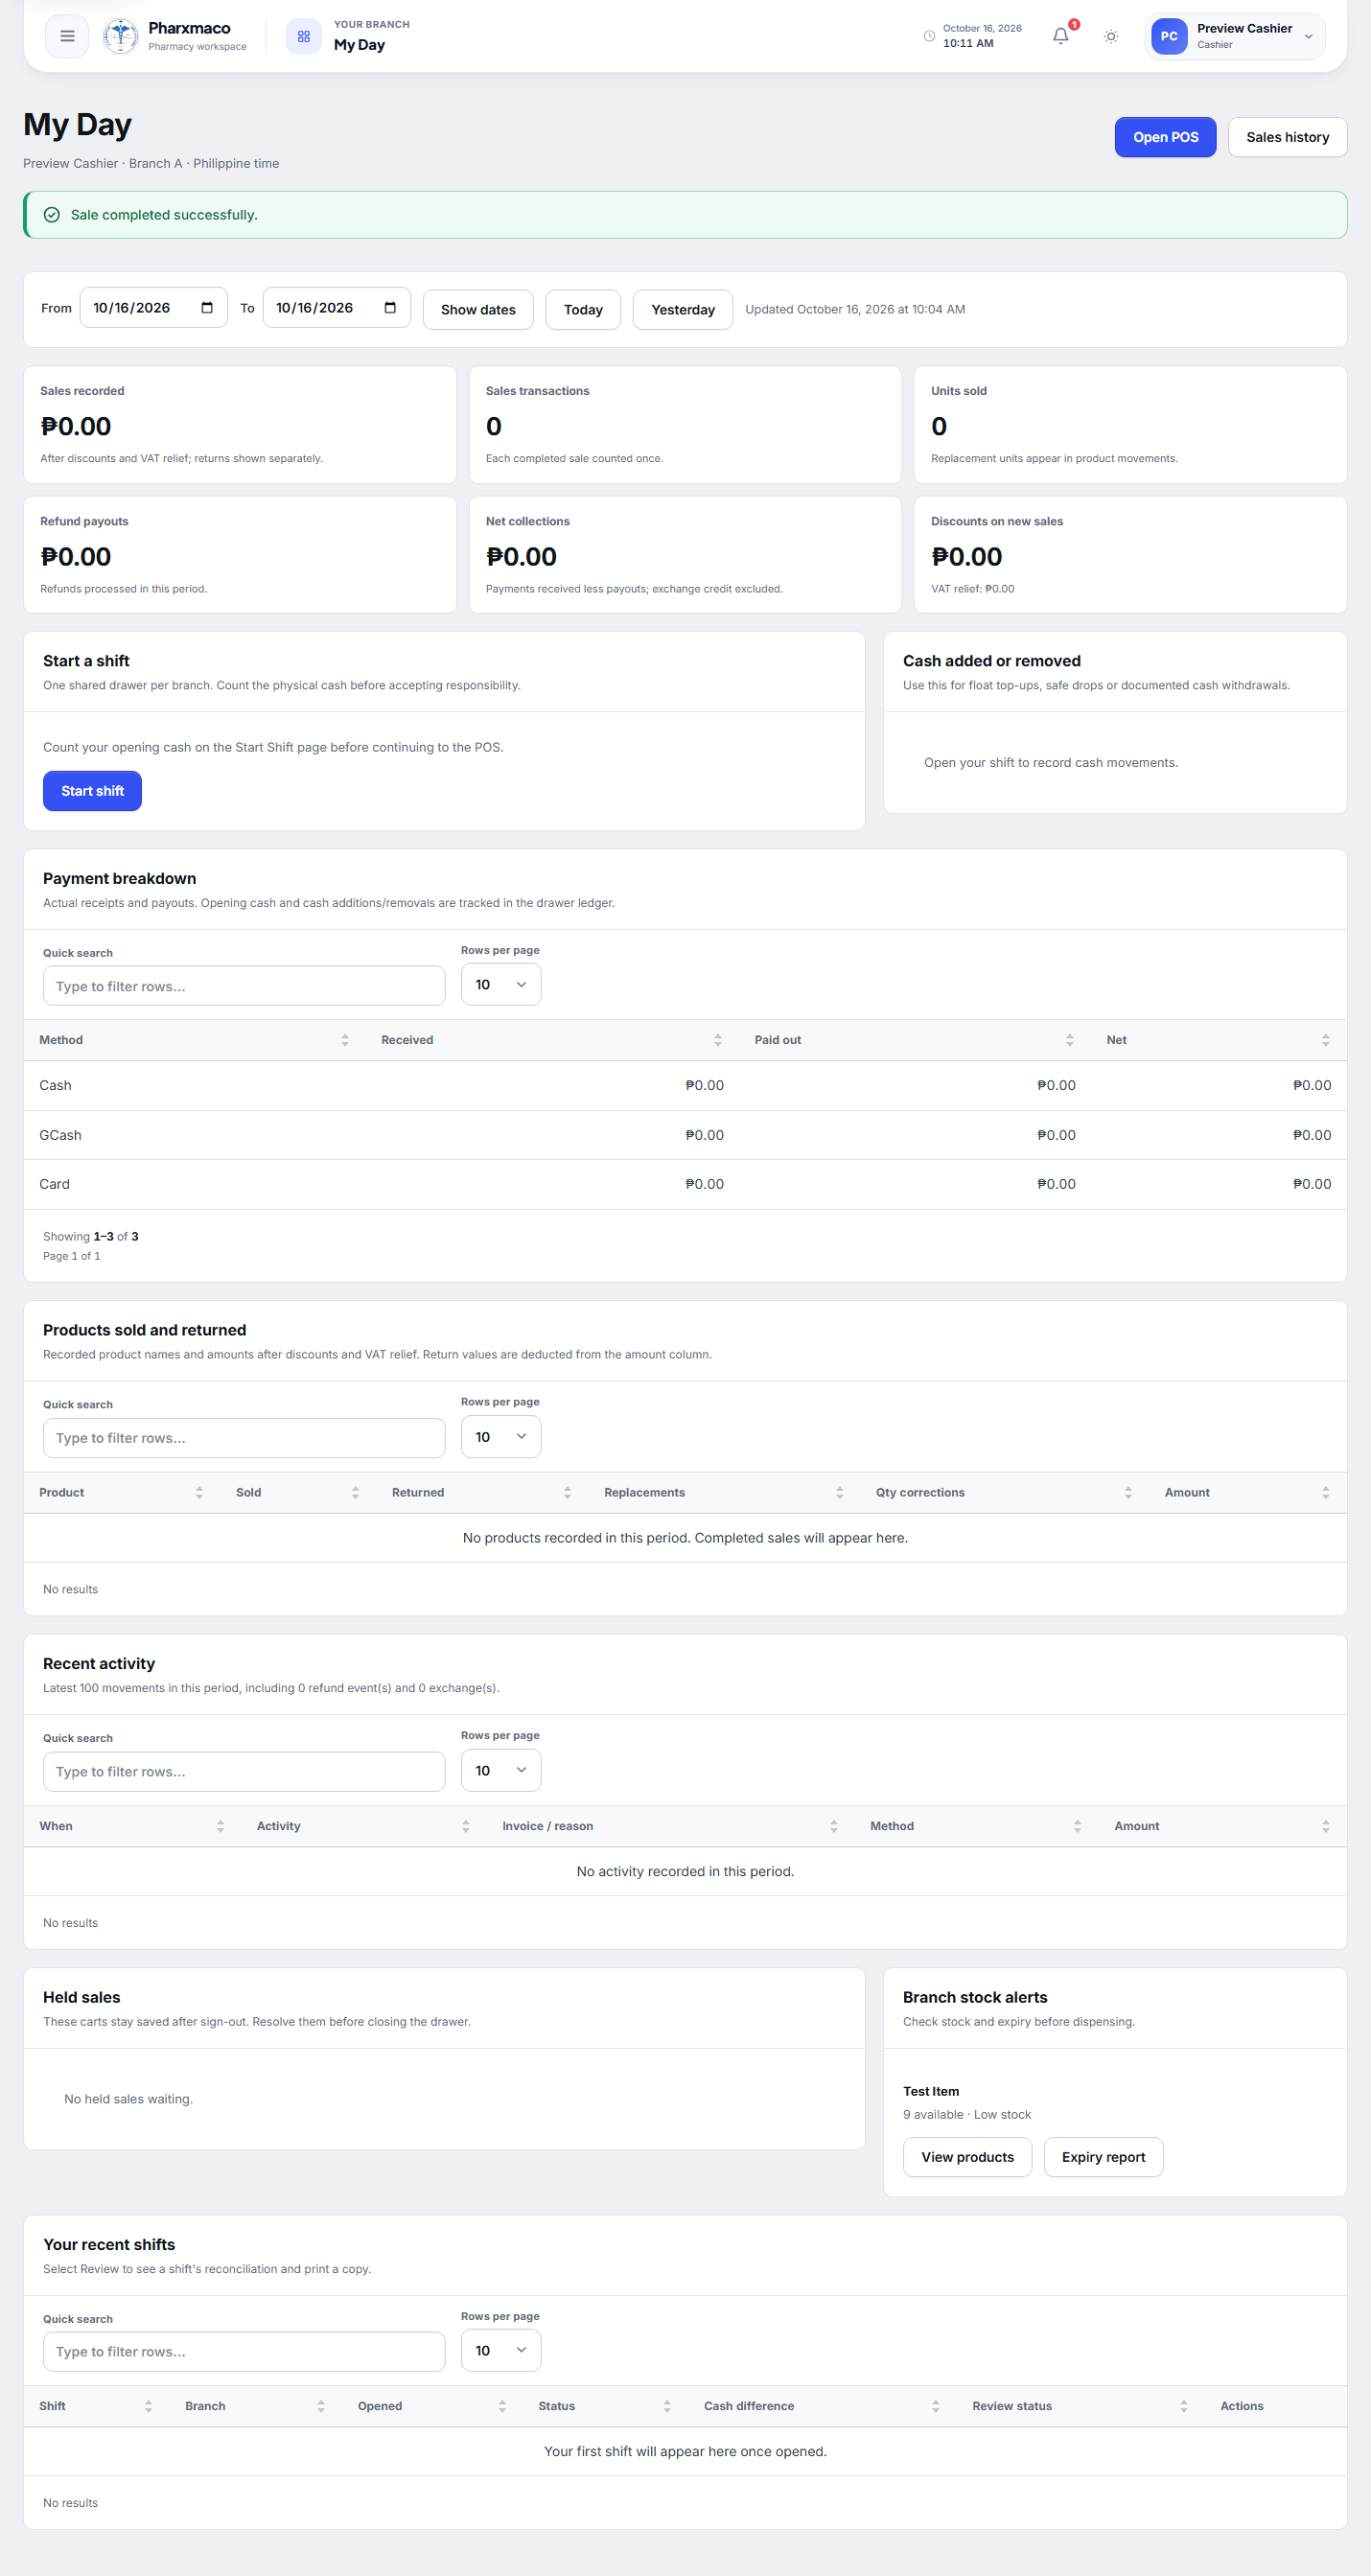 Pharxmaco
Pharmacy workspace
YOUR BRANCH
My Day
October 16, 2026
10:11 AM
1
PC
Preview Cashier
Cashier
My Day
Preview Cashier · Branch A · Philippine time
Open POS
Sales history
Sale completed successfully.
From
10/16/2026
To
10/16/2026
Show dates
Today
Yesterday
Updated October 16, 2026 at 10:04 AM
Sales recorded
₱0.00
After discounts and VAT relief; returns shown separately.
Sales transactions
0
Each completed sale counted once.
Units sold
0
Replacement units appear in product movements.
Refund payouts
₱0.00
Refunds processed in this period.
Net collections
₱0.00
Payments received less payouts; exchange credit excluded.
Discounts on new sales
₱0.00
VAT relief: ₱0.00
Start a shift
One shared drawer per branch. Count the physical cash before accepting responsibility.
Count your opening cash on the Start Shift page before continuing to the POS.
Start shift
Cash added or removed
Use this for float top-ups, safe drops or documented cash withdrawals.
Open your shift to record cash movements.
Payment breakdown
Actual receipts and payouts. Opening cash and cash additions/removals are tracked in the drawer ledger.
Quick search
Type to filter rows...
Rows per page
10
Method Received Paid out Net
Cash ₱0.00 ₱0.00 ₱0.00
GCash ₱0.00 ₱0.00 ₱0.00
Card ₱0.00 ₱0.00 ₱0.00
Showing 1–3 of 3
Page 1 of 1
Products sold and returned
Recorded product names and amounts after discounts and VAT relief. Return values are deducted from the amount column.
Quick search
Type to filter rows...
Rows per page
10
Product Sold Returned Replacements Qty corrections Amount
No products recorded in this period. Completed sales will appear here.
No results
Recent activity
Latest 100 movements in this period, including 0 refund event(s) and 0 exchange(s).
Quick search
Type to filter rows...
Rows per page
10
When Activity Invoice / reason Method Amount
No activity recorded in this period.
No results
Held sales
These carts stay saved after sign-out. Resolve them before closing the drawer.
No held sales waiting.
Branch stock alerts
Check stock and expiry before dispensing.
Test Item
9 available · Low stock
View products
Expiry report
Your recent shifts
Select Review to see a shift's reconciliation and print a copy.
Quick search
Type to filter rows...
Rows per page
10
Shift Branch Opened Status Cash difference Review status Actions
Your first shift will appear here once opened.
No results